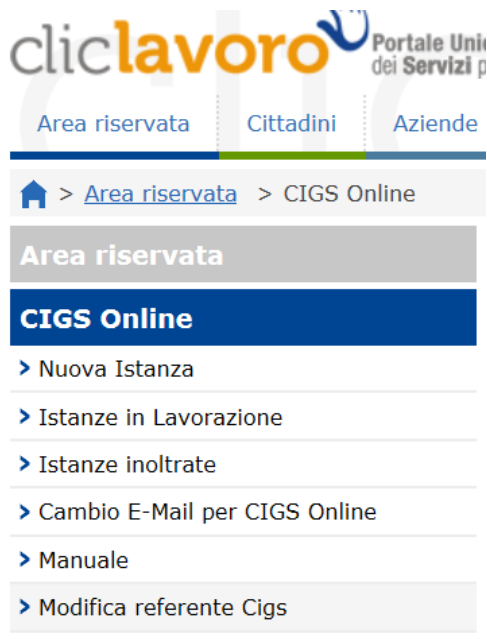 cliclavoro
Portale Uni
dei Servizi p
Area riservata Cittadini Aziende
> Area riservata > CIGS Online
Area riservata
CIGS Online
Nuova Istanza
Istanze in Lavorazione
Istanze inoltrate
Cambio E-Mail per CIGS Online
Manuale
Modifica referente Cigs